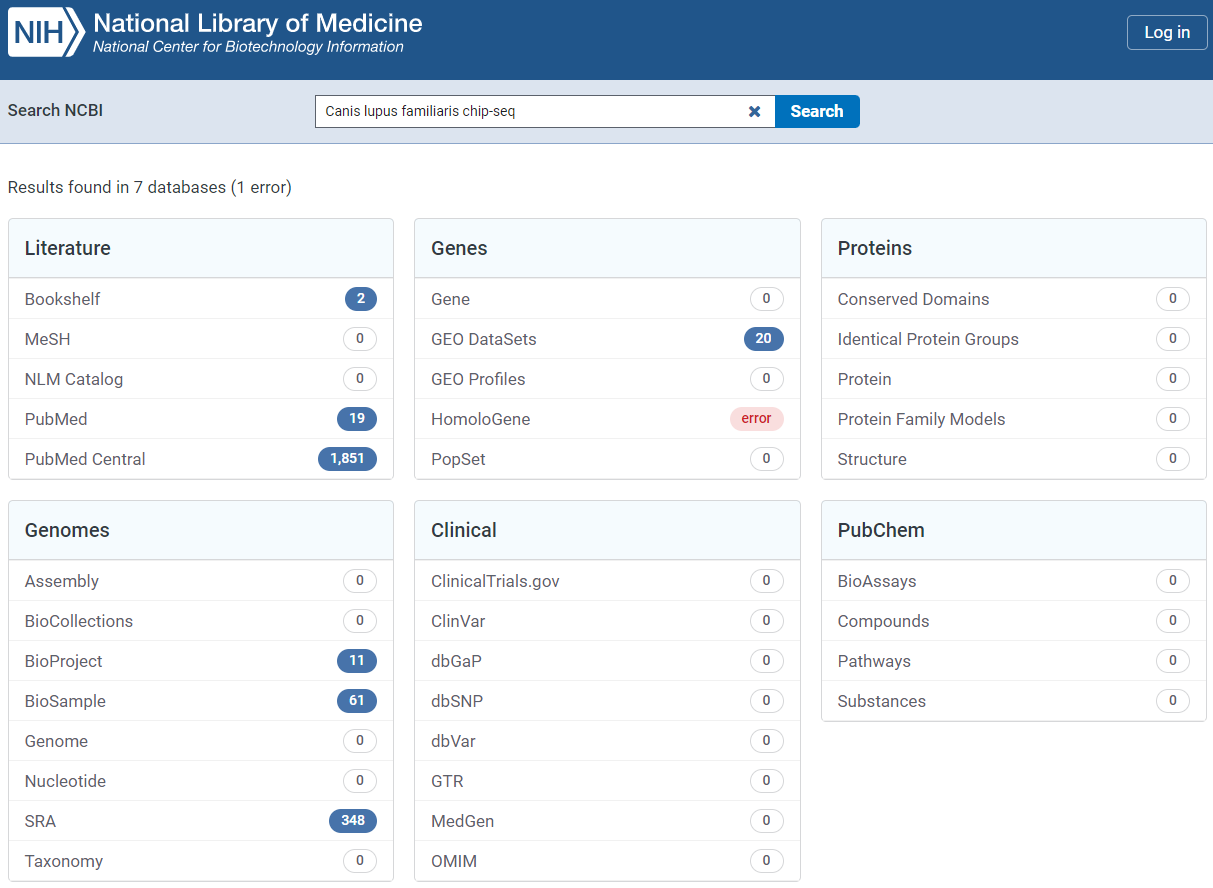 NIH National Library of Medicine
National Center for Biotechnology Information
Log in
Search NCBI
Canis lupus familiaris chip-seq
Search
Results found in 7 databases (1 error)
Literature
Bookshelf 2
MeSH 0
NLM Catalog 0
PubMed 19
PubMed Central 1,851
Genes
Gene 0
GEO DataSets 20
GEO Profiles 0
HomoloGene error
PopSet 0
Proteins
Conserved Domains 0
Identical Protein Groups 0
Protein 0
Protein Family Models 0
Structure 0
Genomes
Assembly 0
BioCollections 0
BioProject 11
BioSample 61
Genome 0
Nucleotide 0
SRA 348
Taxonomy 0
Clinical
ClinicalTrials.gov 0
ClinVar 0
dbGaP 0
dbSNP 0
dbVar 0
GTR 0
MedGen 0
OMIM 0
PubChem
BioAssays 0
Compounds 0
Pathways 0
Substances 0